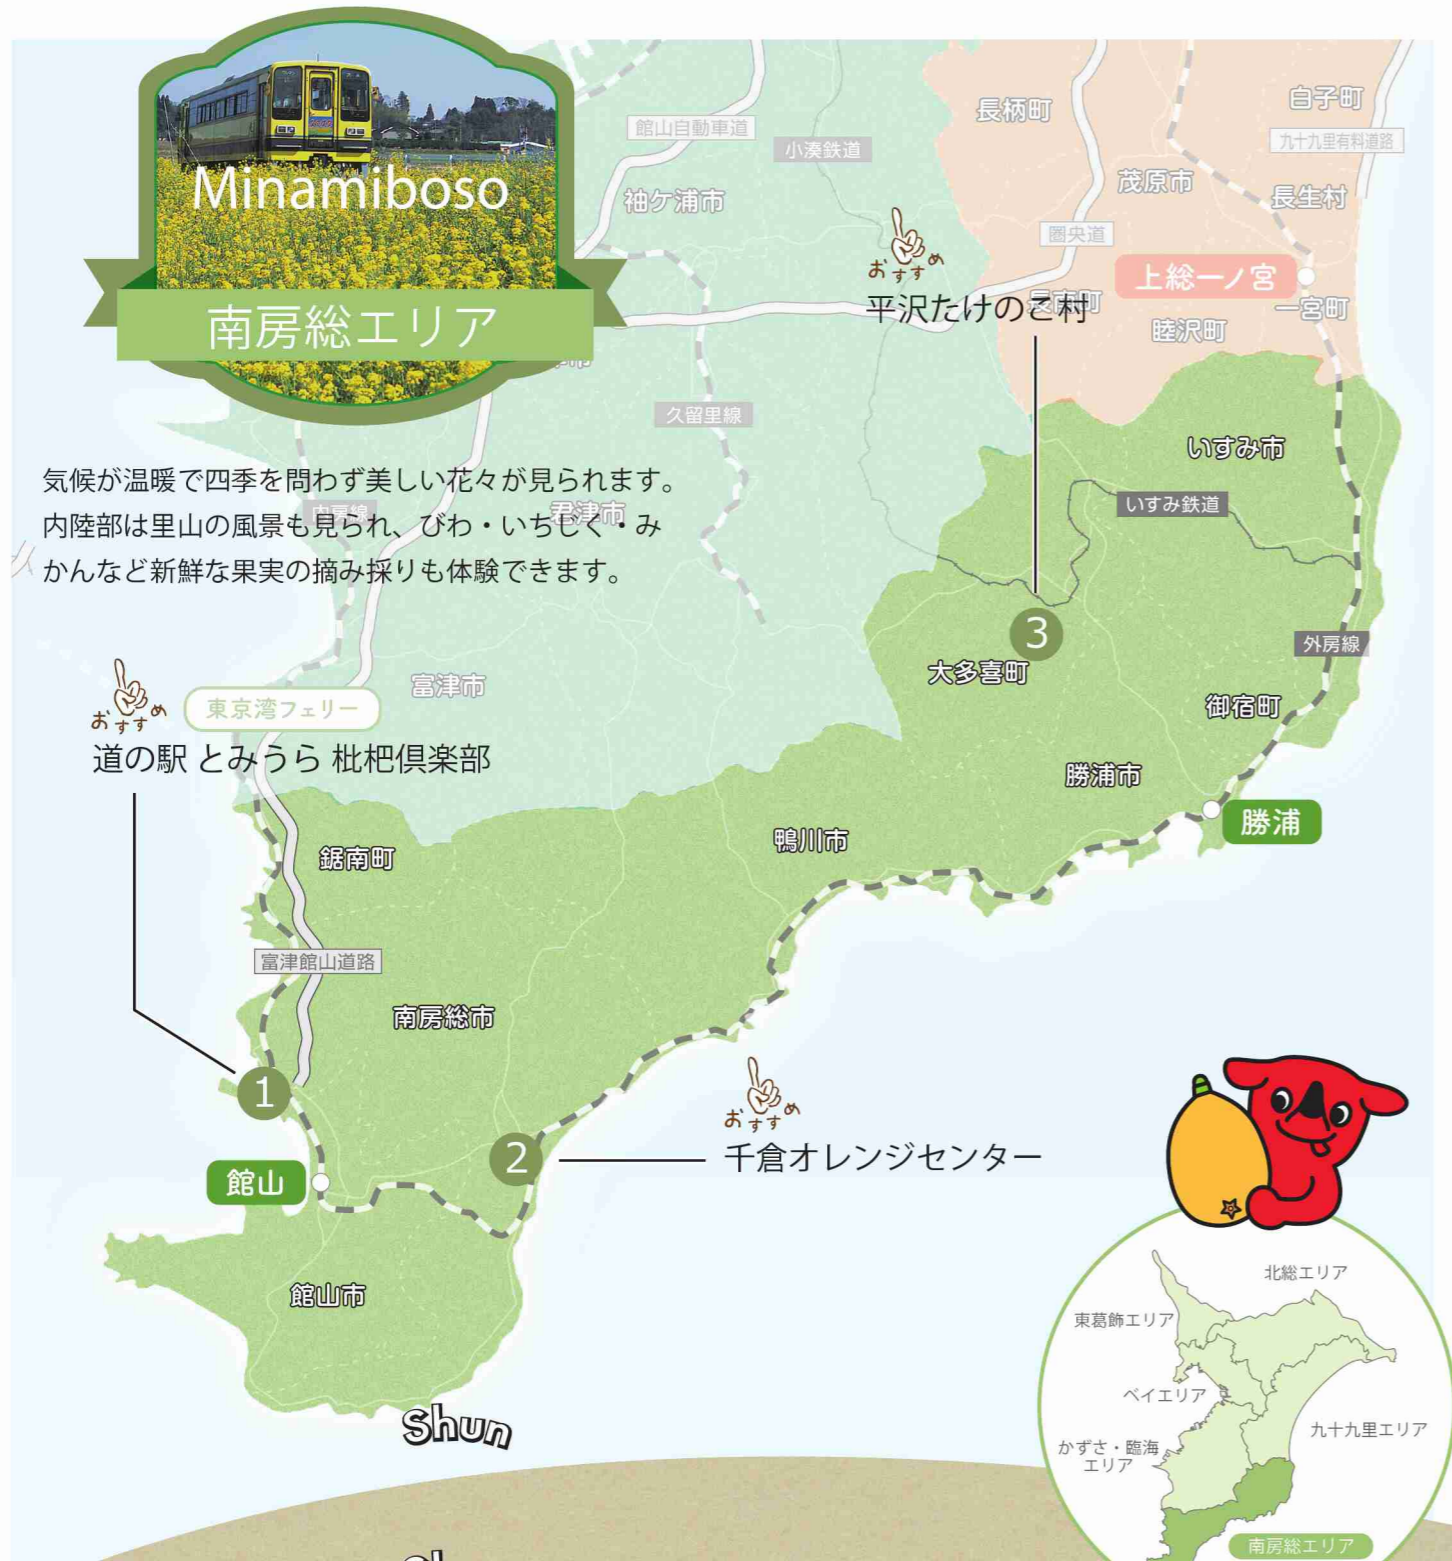 Minamiboso
南房総エリア
気候が温暖で四季を問わず美しい花々が見られます。
内陸部は里山の風景も見られ、びわ・いちじく・み
かんなど新鮮な果実の摘み採りも体験できます。
館山自動車道
小湊鉄道
袖ケ浦市
長柄町
白子町
九十九里有料道路
茂原市
長生村
圏央道
上総一ノ宮
一宮町
おすすめ
平沢たけのこ村
長南町
睦沢町
久留里線
内房線
君津市
いすみ市
いすみ鉄道
外房線
3
大多喜町
御宿町
富津市
おすすめ
東京湾フェリー
道の駅 とみうら 枇杷倶楽部
勝浦市
勝浦
鴨川市
鋸南町
富津館山道路
南房総市
1
2
おすすめ
千倉オレンジセンター
館山
館山市
Shun
北総エリア
東葛飾エリア
ベイエリア
九十九里エリア
かずさ・臨海
エリア
南房総エリア